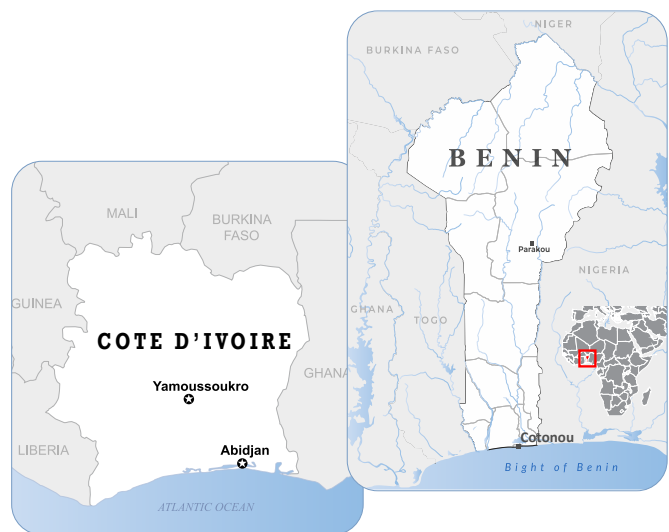 MALI
BURKINA
FASO
GUINEA
COTE D'IVOIRE
GHANA
Yamoussoukro
Abidjan
LIBERIA
ATLANTIC OCEAN
NIGER
BURKINA FASO
BENIN
Parakou
NIGERIA
GHANA
TOGO
Cotonou
Bight of Benin